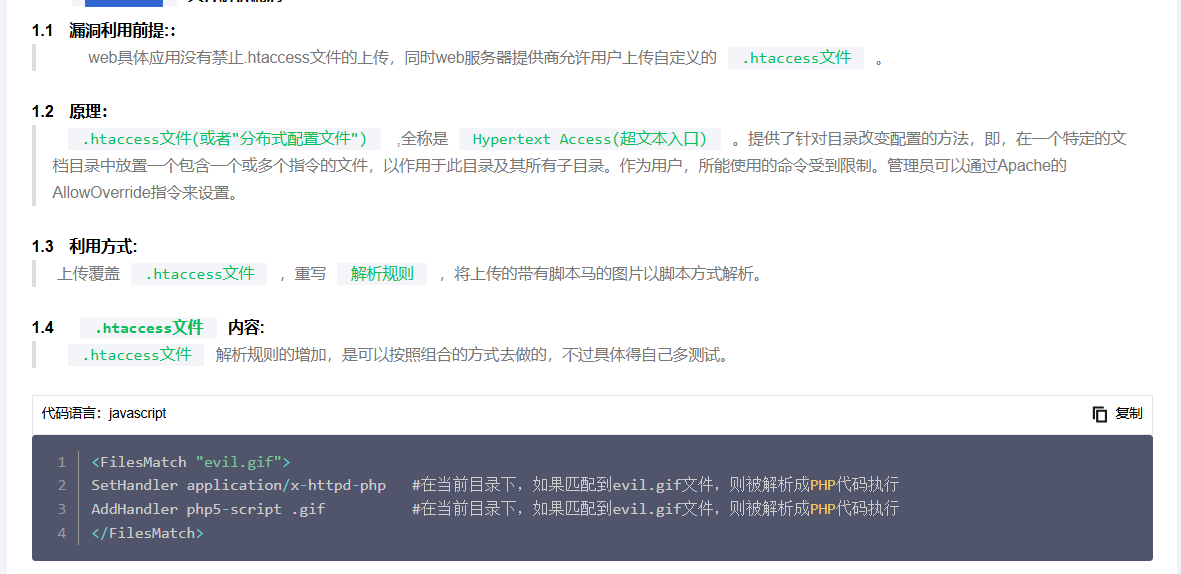 1.1 漏洞利用前提::
web具体应用没有禁止.htaccess文件的上传，同时web服务器提供商允许用户上传自定义的 .htaccess文件 。
1.2 原理:
.htaccess文件(或者"分布式配置文件") ,全称是 Hypertext Access(超文本入口) 。提供了针对目录改变配置的方法，即，在一个特定的文
档目录中放置一个包含一个或多个指令的文件，以作用于此目录及其所有子目录。作为用户，所能使用的命令受到限制。管理员可以通过Apache的
AllowOverride指令来设置。
1.3 利用方式:
上传覆盖 .htaccess文件 ，重写 解析规则 ，将上传的带有脚本马的图片以脚本方式解析。
1.4 .htaccess文件 内容:
.htaccess文件 解析规则的增加，是可以按照组合的方式去做的，不过具体得自己多测试。
代码语言：javascript 复制
1 <FilesMatch "evil.gif">
2 SetHandler application/x-httpd-php #在当前目录下，如果匹配到evil.gif文件，则被解析成PHP代码执行
3 AddHandler php5-script .gif #在当前目录下，如果匹配到evil.gif文件，则被解析成PHP代码执行
4 </FilesMatch>